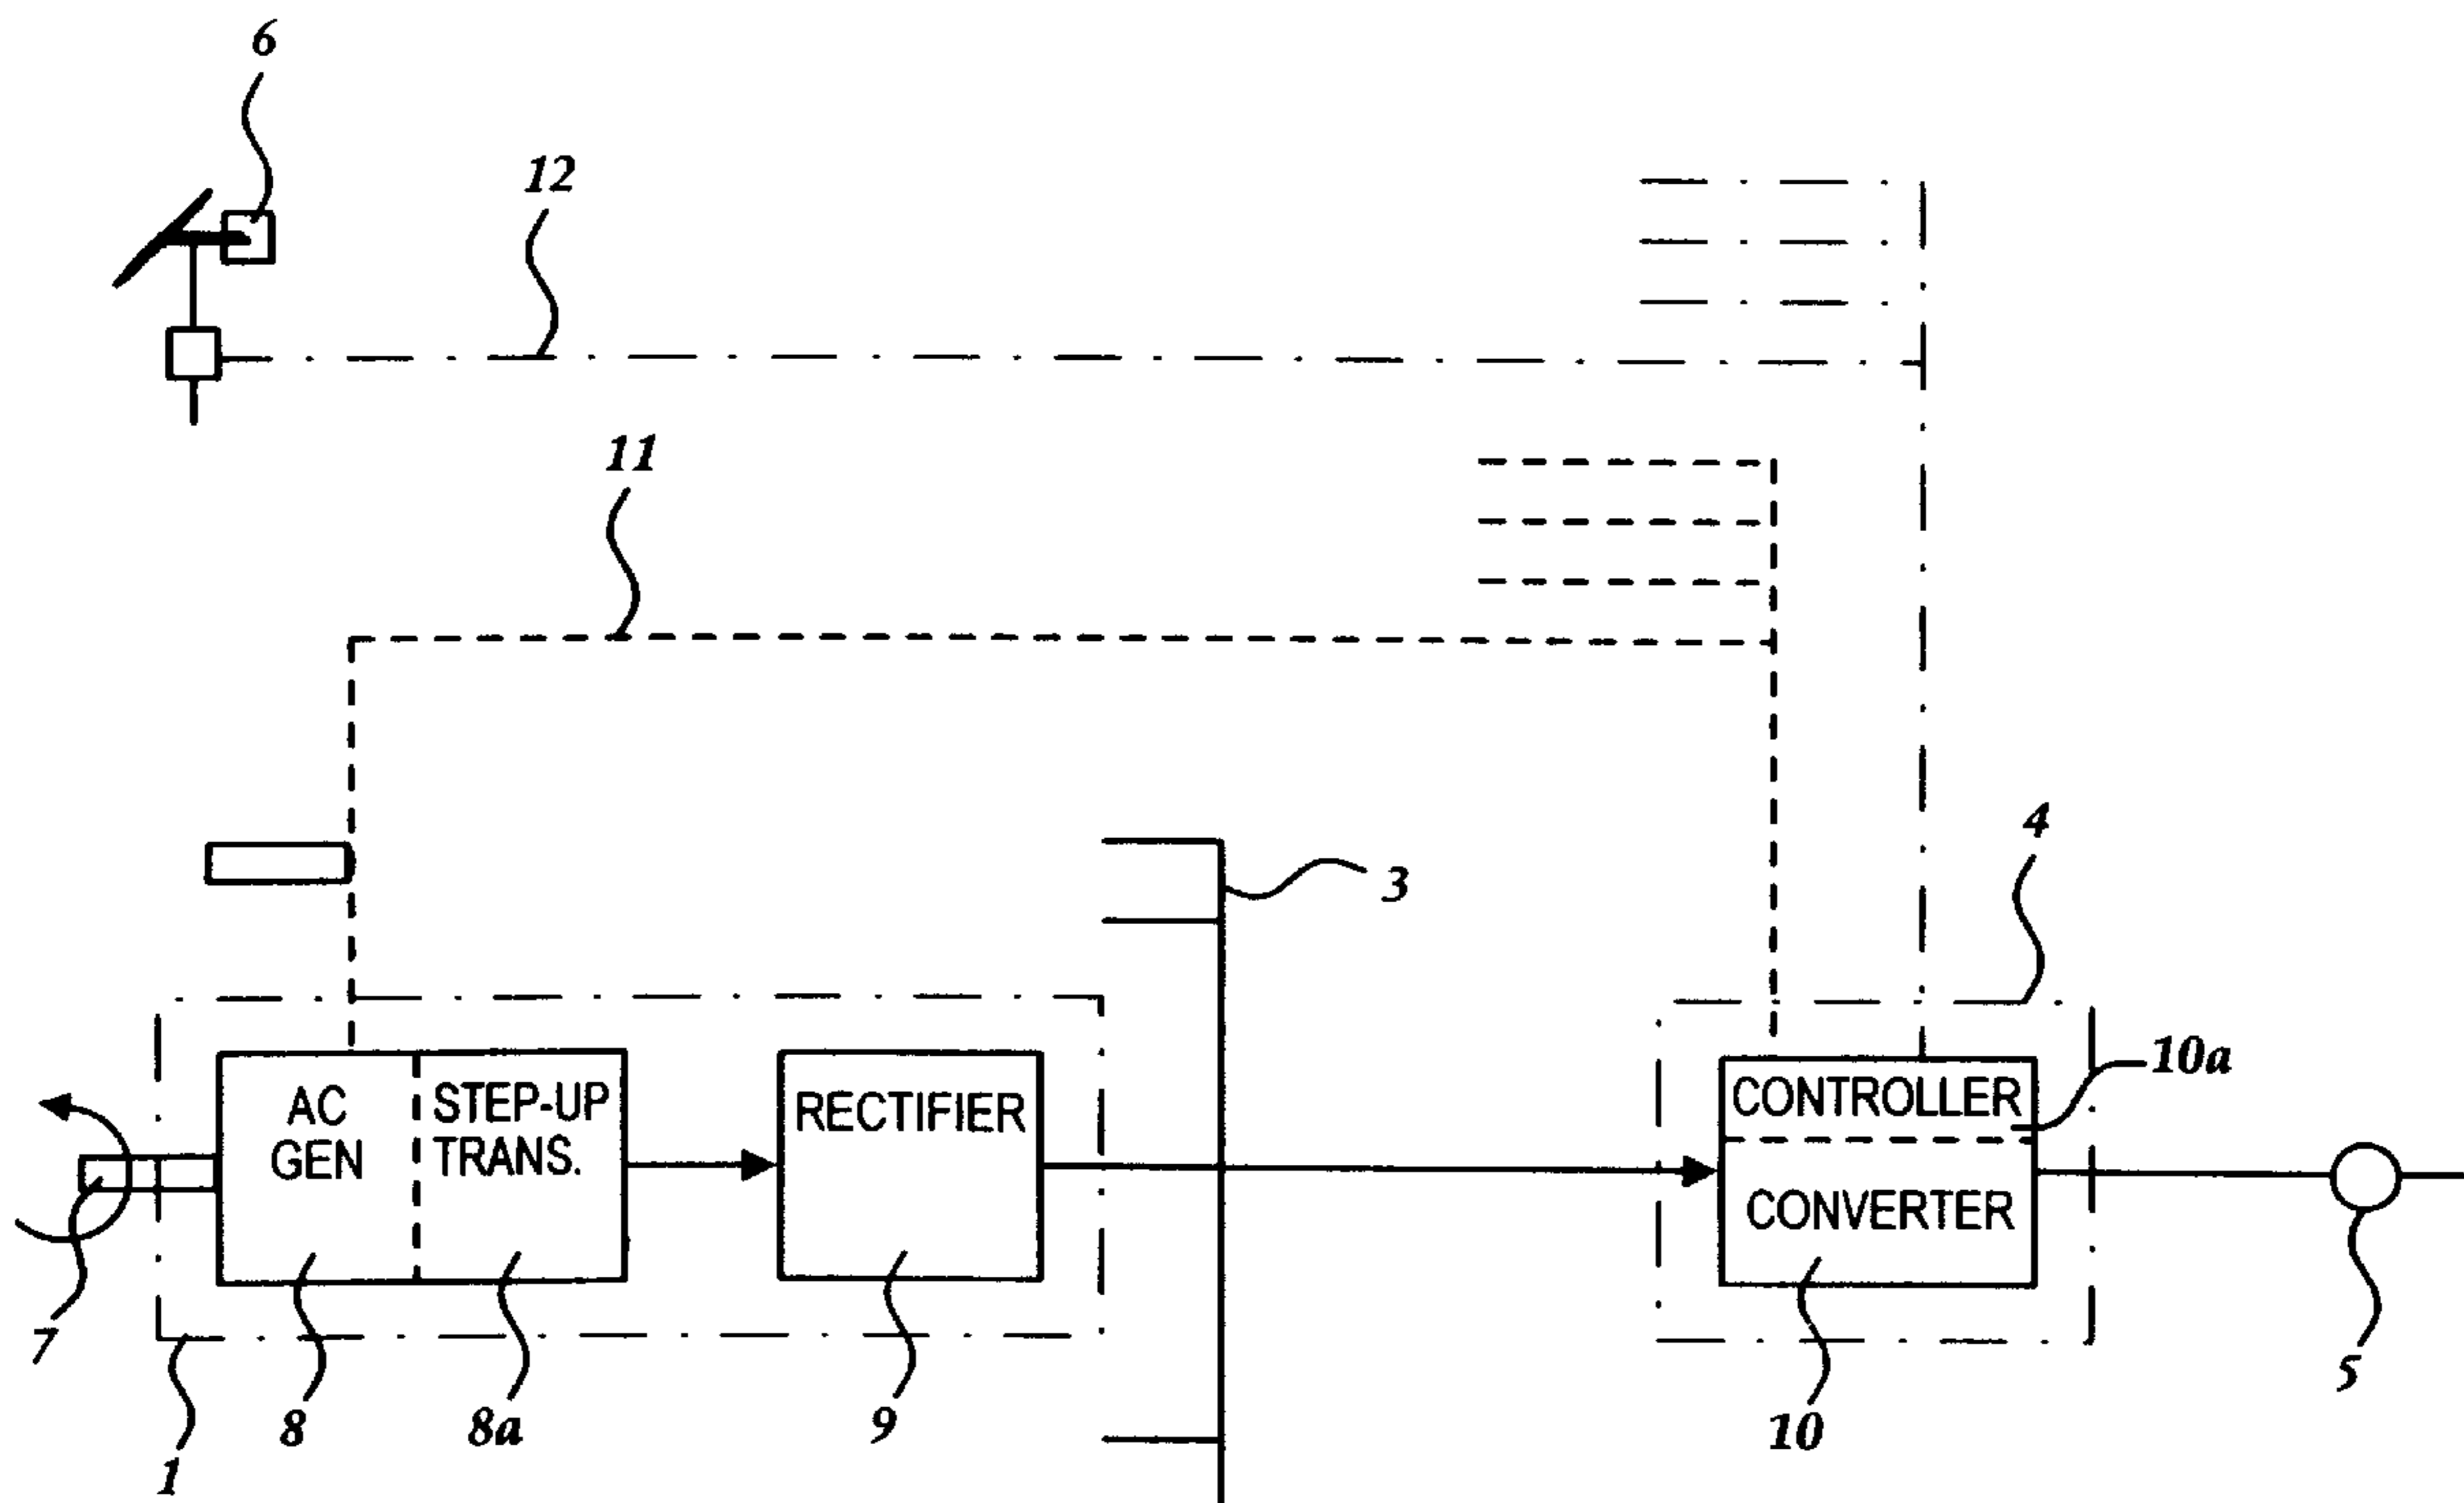 6
12
11
3
4
10a
AC
GEN
STEP-UP
TRANS.
RECTIFIER
CONTROLLER
CONVERTER
7
1
8
8a
9
10
5